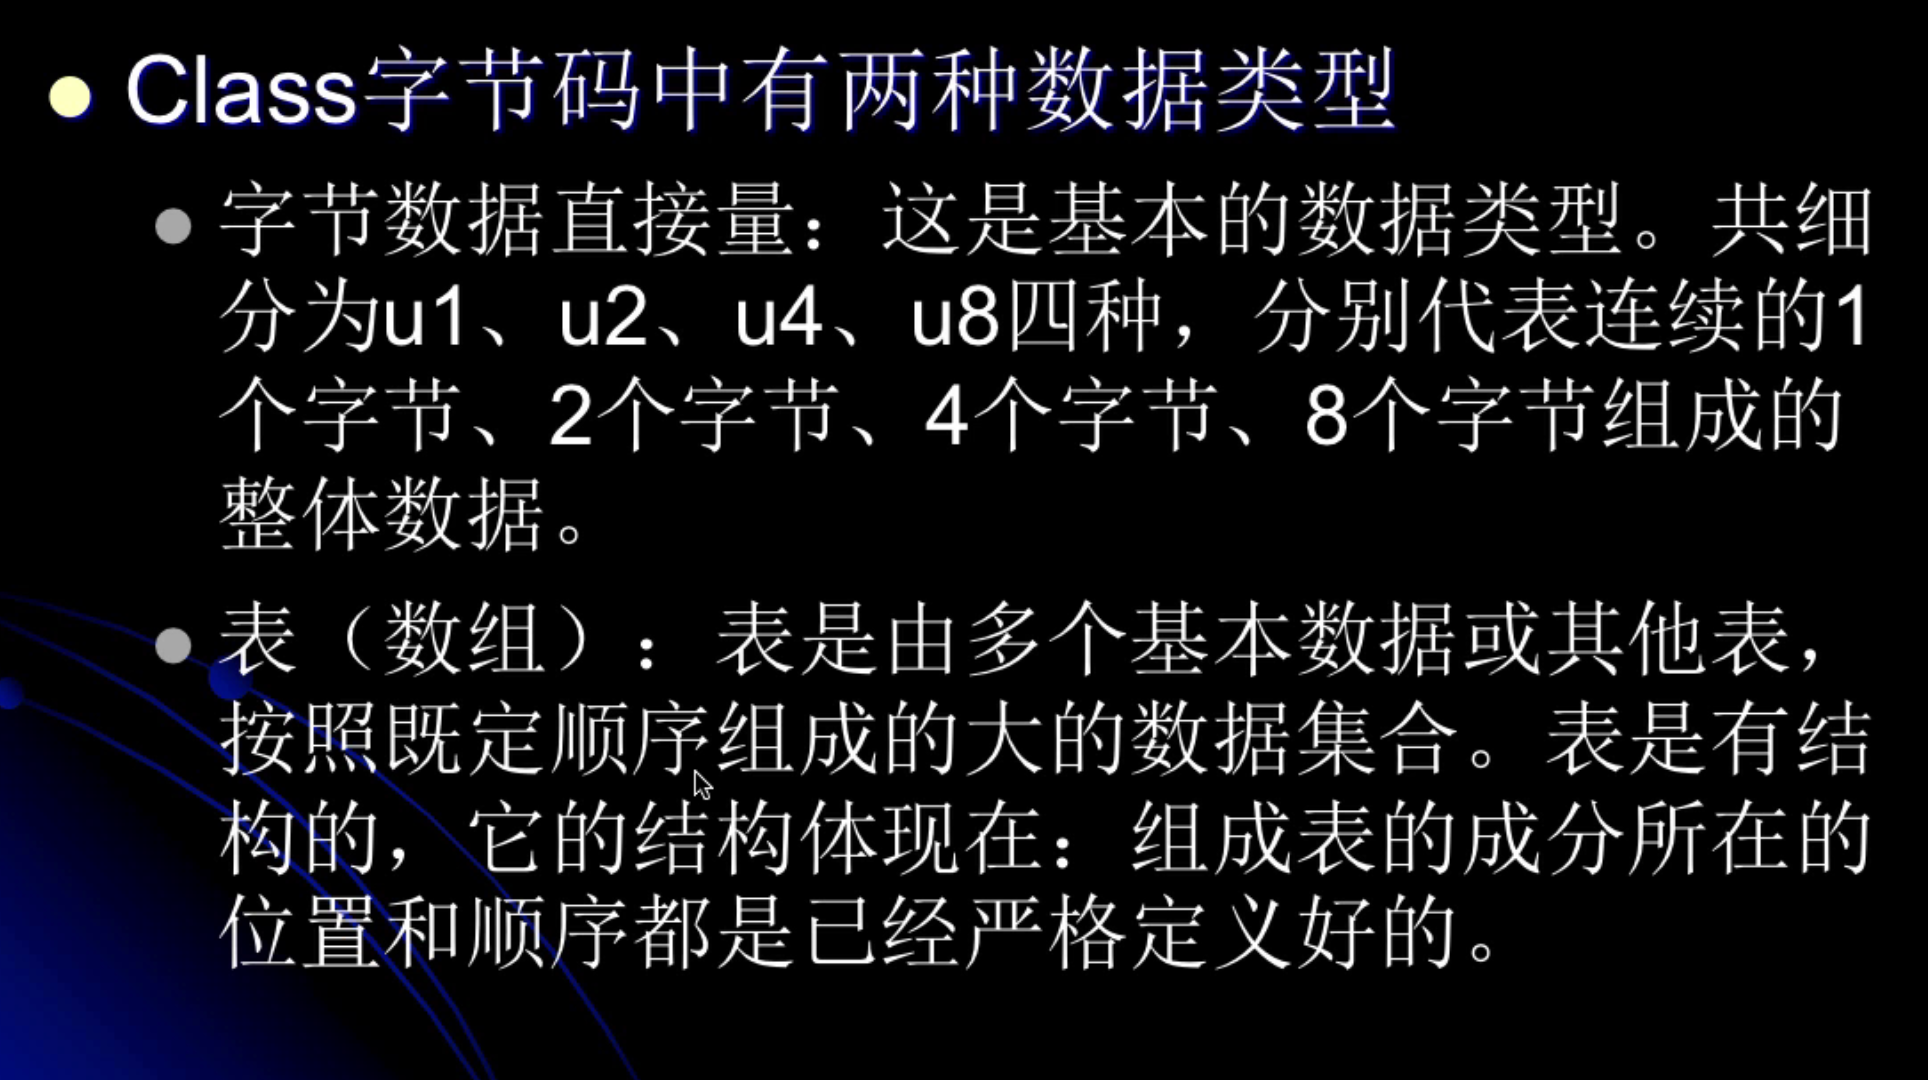 Class字节码中有两种数据类型
字节数据直接量：这是基本的数据类型。共细
分为u1、u2、u4、u8四种，分别代表连续的1
个字节、2个字节、4个字节、8个字节组成的
整体数据。
表（数组）：表是由多个基本数据或其他表，
按照既定顺序组成的大的数据集合。表是有结
构的，它的结构体现在：组成表的成分所在的
位置和顺序都是已经严格定义好的。